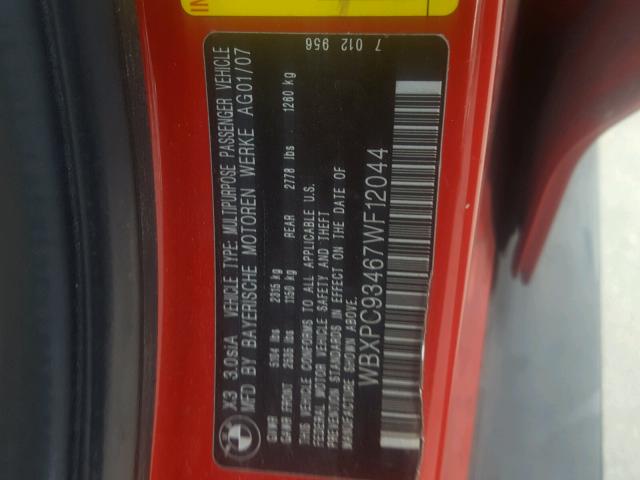 X3 3.0siA VEHICLE TYPE: MULTIPURPOSE PASSENGER VEHICLE
MFD BY BAYERISCHE MOTOREN WERKE AG01/07
GVWR 5104 lbs 2315 kg
GAWR FRONT 2535 lbs 1150 kg REAR 2778 lbs 1260 kg
THIS VEHICLE CONFORMS TO ALL APPLICABLE U.S.
FEDERAL MOTOR VEHICLE SAFETY AND THEFT
PREVENTION STANDARDS IN EFFECT ON THE DATE OF
MANUFACTURE SHOWN ABOVE.
WBXPC93467WF12044
7 012 956